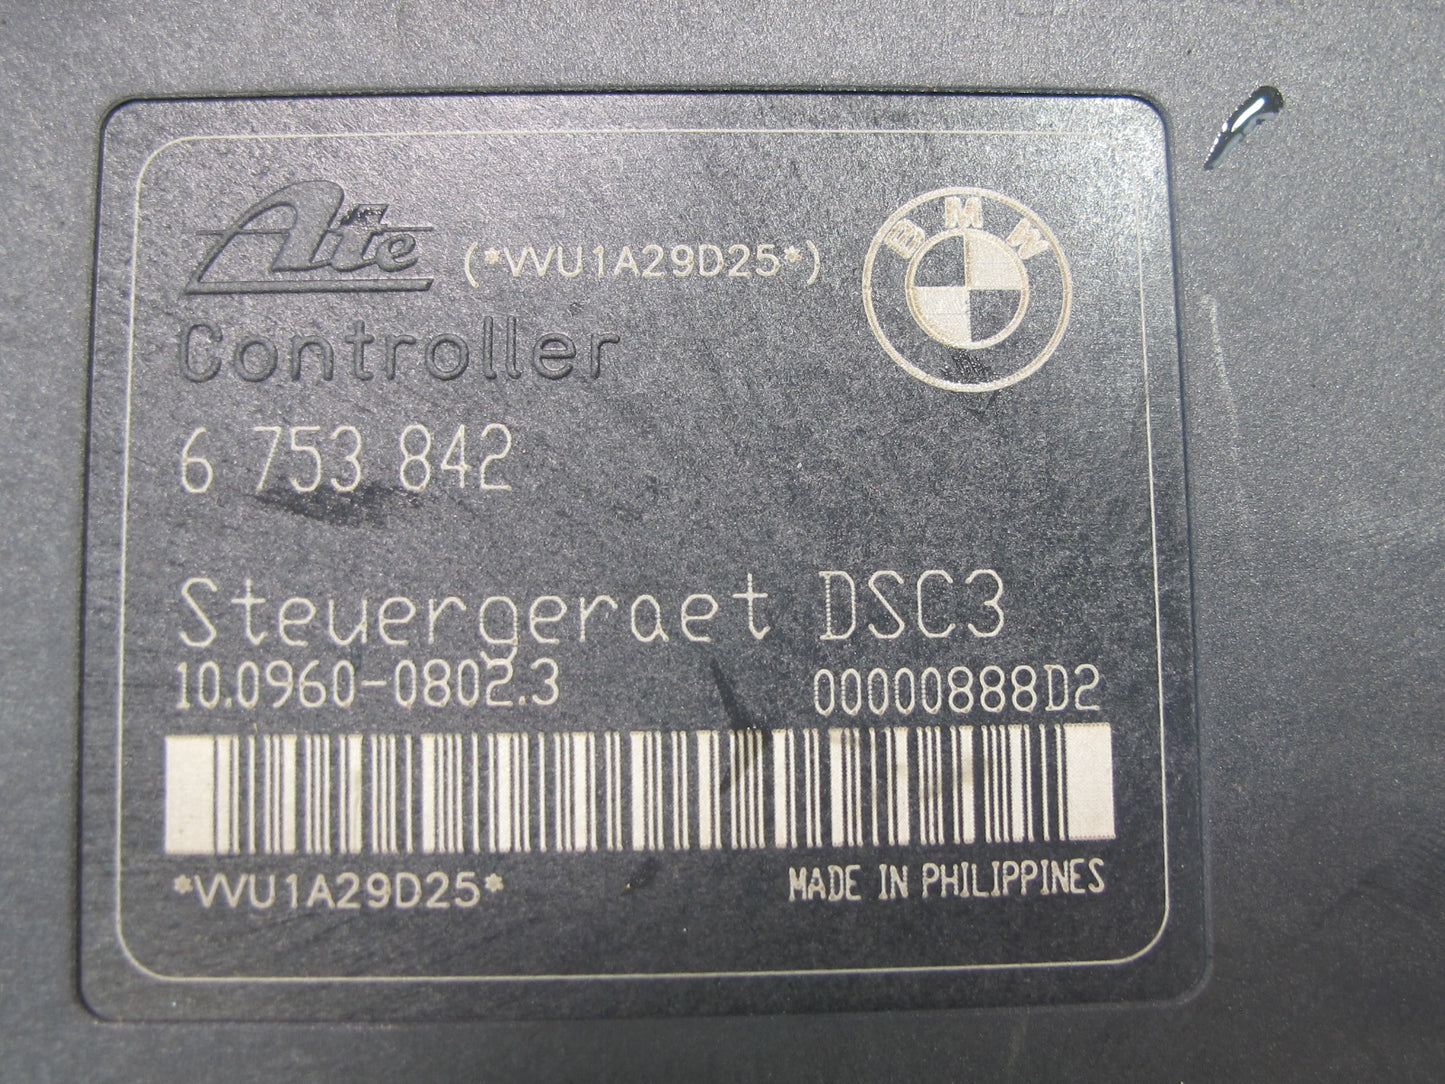 Ate (*VVU1A29D25*)
BMW
Controller
6 753 842
Steuergeraet DSC3
10.0960-0802.3 00000888D2
*VVU1A29D25* MADE IN PHILIPPINES